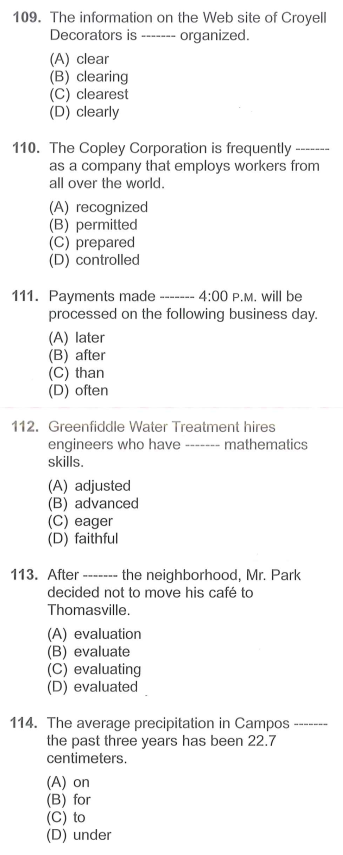 109. The information on the Web site of Croyell
Decorators is ------- organized.
(A) clear
(B) clearing
(C) clearest
(D) clearly
110. The Copley Corporation is frequently -------
as a company that employs workers from
all over the world.
(A) recognized
(B) permitted
(C) prepared
(D) controlled
111. Payments made ------- 4:00 P.M. will be
processed on the following business day.
(A) later
(B) after
(C) than
(D) often
112. Greenfiddle Water Treatment hires
engineers who have ------- mathematics
skills.
(A) adjusted
(B) advanced
(C) eager
(D) faithful
113. After ------- the neighborhood, Mr. Park
decided not to move his café to
Thomasville.
(A) evaluation
(B) evaluate
(C) evaluating
(D) evaluated
114. The average precipitation in Campos -------
the past three years has been 22.7
centimeters.
(A) on
(B) for
(C) to
(D) under